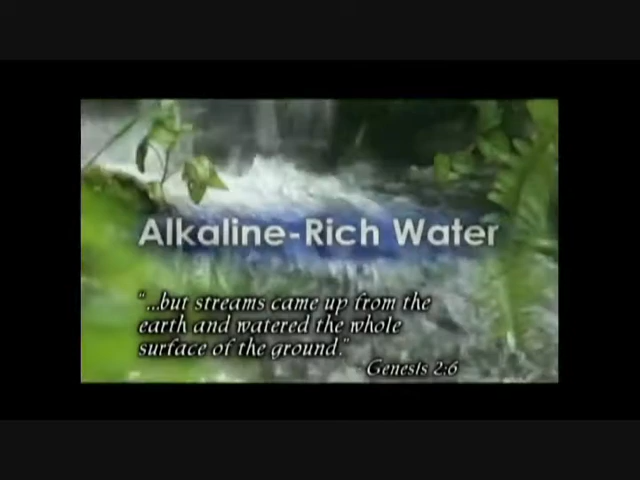 Alkaline-Rich Water
"...but streams came up from the
earth and watered the whole
surface of the ground."
Genesis 2:6